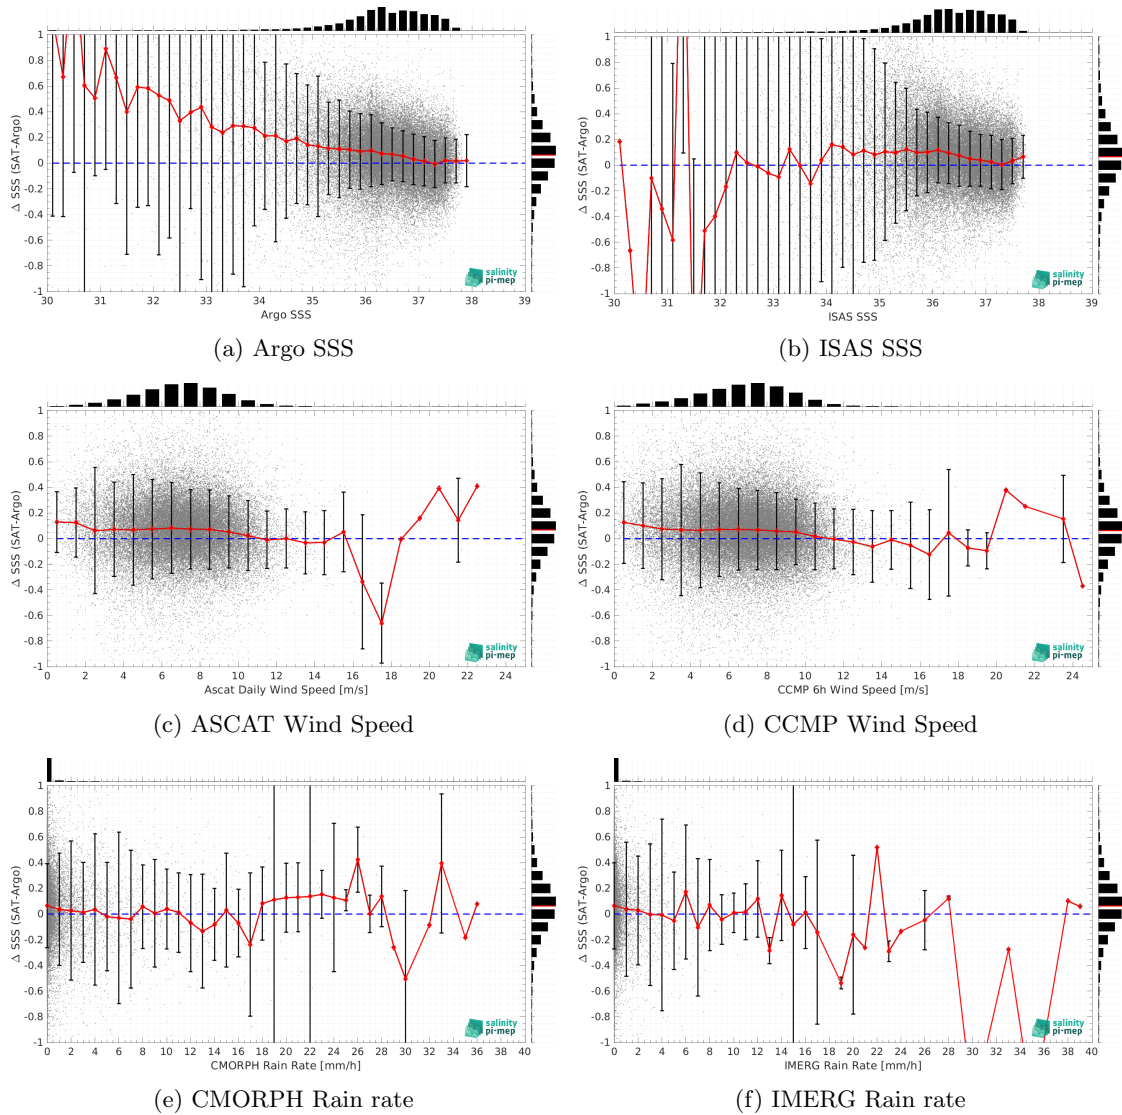 1
0.8
0.6
0.4
0.2
0
-0.2
-0.4
-0.6
-0.8
-1
Δ SSS (SAT-Argo)
30 31 32 33 34 35 36 37 38 39
Argo SSS
salinity
pi-mep
(a) Argo SSS
1
0.8
0.6
0.4
0.2
0
-0.2
-0.4
-0.6
-0.8
-1
Δ SSS (SAT-Argo)
30 31 32 33 34 35 36 37 38 39
ISAS SSS
salinity
pi-mep
(b) ISAS SSS
1
0.8
0.6
0.4
0.2
0
-0.2
-0.4
-0.6
-0.8
-1
Δ SSS (SAT-Argo)
0 2 4 6 8 10 12 14 16 18 20 22 24
Ascat Daily Wind Speed [m/s]
salinity
pi-mep
(c) ASCAT Wind Speed
1
0.8
0.6
0.4
0.2
0
-0.2
-0.4
-0.6
-0.8
-1
Δ SSS (SAT-Argo)
0 2 4 6 8 10 12 14 16 18 20 22 24
CCMP 6h Wind Speed [m/s]
salinity
pi-mep
(d) CCMP Wind Speed
1
0.8
0.6
0.4
0.2
0
-0.2
-0.4
-0.6
-0.8
-1
Δ SSS (SAT-Argo)
0 2 4 6 8 10 12 14 16 18 20 22 24 26 28 30 32 34 36 38 40
CMORPH Rain Rate [mm/h]
salinity
pi-mep
(e) CMORPH Rain rate
1
0.8
0.6
0.4
0.2
0
-0.2
-0.4
-0.6
-0.8
-1
Δ SSS (SAT-Argo)
0 2 4 6 8 10 12 14 16 18 20 22 24 26 28 30 32 34 36 38 40
IMERG Rain Rate [mm/h]
salinity
pi-mep
(f) IMERG Rain rate